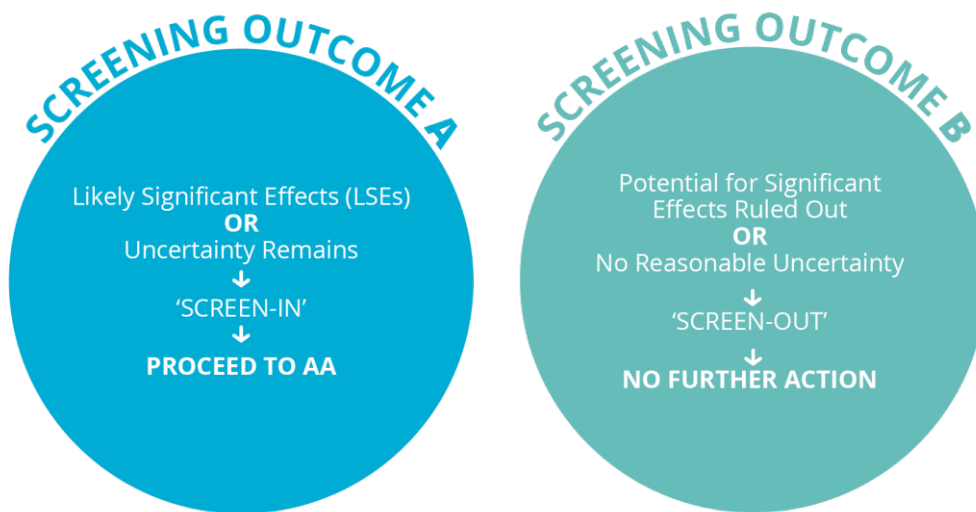 SCREENING OUTCOME A
Likely Significant Effects (LSEs)
OR
Uncertainty Remains
↓
‘SCREEN-IN’
↓
PROCEED TO AA
SCREENING OUTCOME B
Potential for Significant
Effects Ruled Out
OR
No Reasonable Uncertainty
↓
‘SCREEN-OUT’
↓
NO FURTHER ACTION